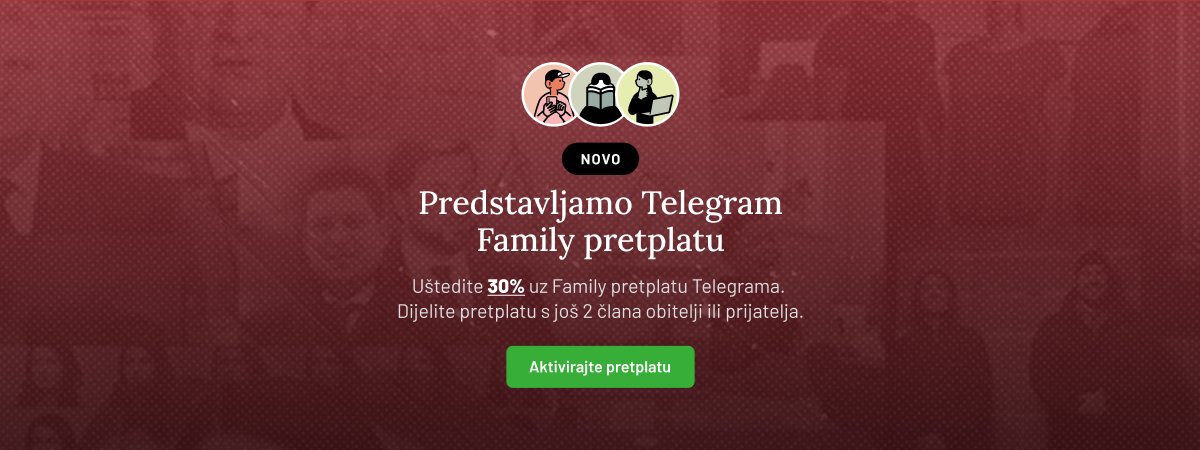 NOVO
Predstavljamo Telegram
Family pretplatu
Uštedite 30% uz Family pretplatu Telegrama.
Dijelite pretplatu s još 2 člana obitelji ili prijatelja.
Aktivirajte pretplatu